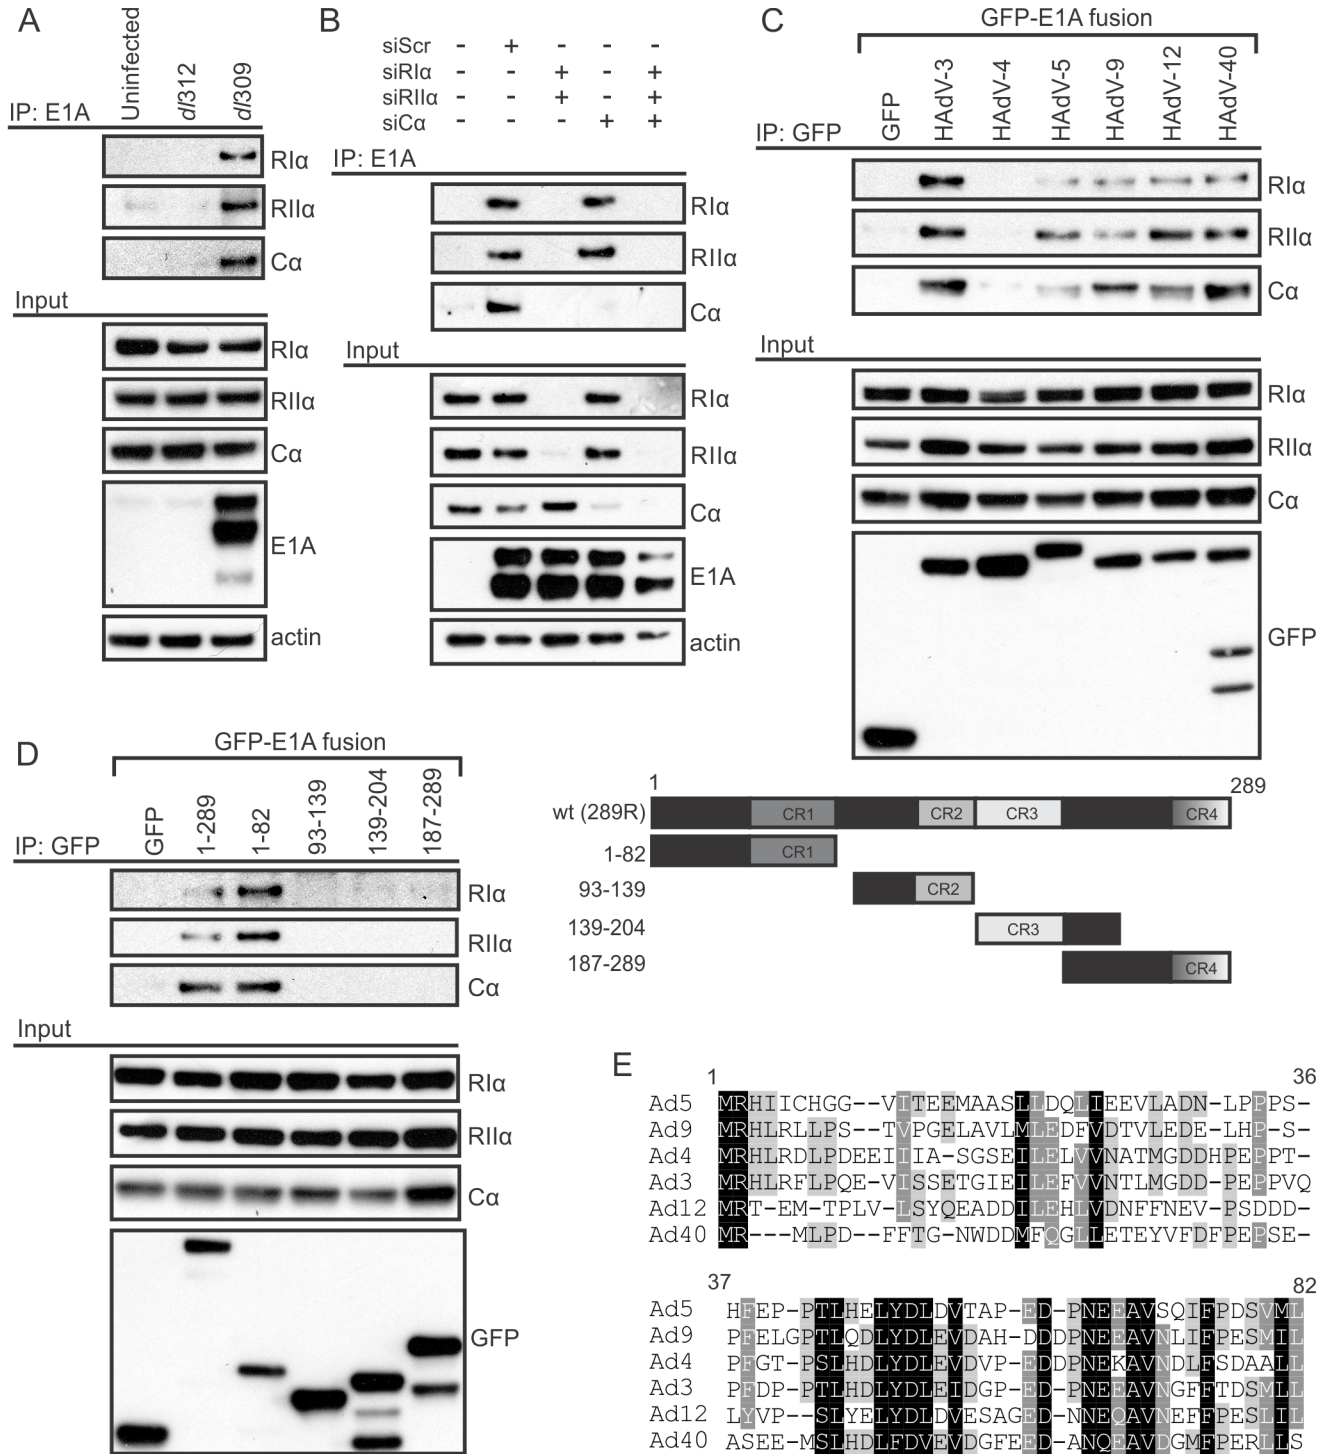 A
Uninfected
dl312
dl309
IP: E1A
RIα
RIIα
Cα
Input
RIα
RIIα
Cα
E1A
actin
B
siScr - + - - -
siRIα - - + - +
siRIIα - - + - +
siCα - - - + +
IP: E1A
RIα
RIIα
Cα
Input
RIα
RIIα
Cα
E1A
actin
C
GFP-E1A fusion
GFP
HAdV-3
HAdV-4
HAdV-5
HAdV-9
HAdV-12
HAdV-40
IP: GFP
RIα
RIIα
Cα
Input
RIα
RIIα
Cα
GFP
D
GFP-E1A fusion
GFP
1-289
1-82
93-139
139-204
187-289
IP: GFP
RIα
RIIα
Cα
Input
RIα
RIIα
Cα
GFP
1 289
wt (289R) CR1 CR2 CR3 CR4
1-82 CR1
93-139 CR2
139-204 CR3
187-289 CR4
E
1 36
Ad5 MRHIICHGG--VITEEMAASLLDQLIEEVLADN-LPPPS-
Ad9 MRHLRLLPS--TVPGELAVLMLEDFVDTVLEDE-LHP-S-
Ad4 MRHLRDLPDEEIIIA-SGSEILELVVNATMGDDHPEPPT-
Ad3 MRHLRFLPQE-VISSETGIEILEFVVNTLMGDD-PEPPVQ
Ad12 MRT-EM-TPLV-LSYQEADDILEHLVDNFFNEV-PSDDD-
Ad40 MR---MLPD--FFTG-NWDDMFQGLLETEYVFDFPEPSE-
37 82
Ad5 HFEP-PTLHELYDLDVTAP-ED-PNEEAVSQIFPDSVML
Ad9 PFELGPTLQDLYDLEVDAH-DDDPNEEAVNLIFPESMIL
Ad4 PFGT-PSLHDLYDLEVDVP-EDDPNEKAVNDLFSDAALL
Ad3 PFDP-PTLHDLYDLEIDGP-ED-PNEEAVNGFFTDSMLL
Ad12 LYVP--SLYELYDLDVESAGED-NNEQAVNEFFPESLIL
Ad40 ASEE-MSLHDLFDVEVDGFEED-ANQEAVDGMFPERLLS